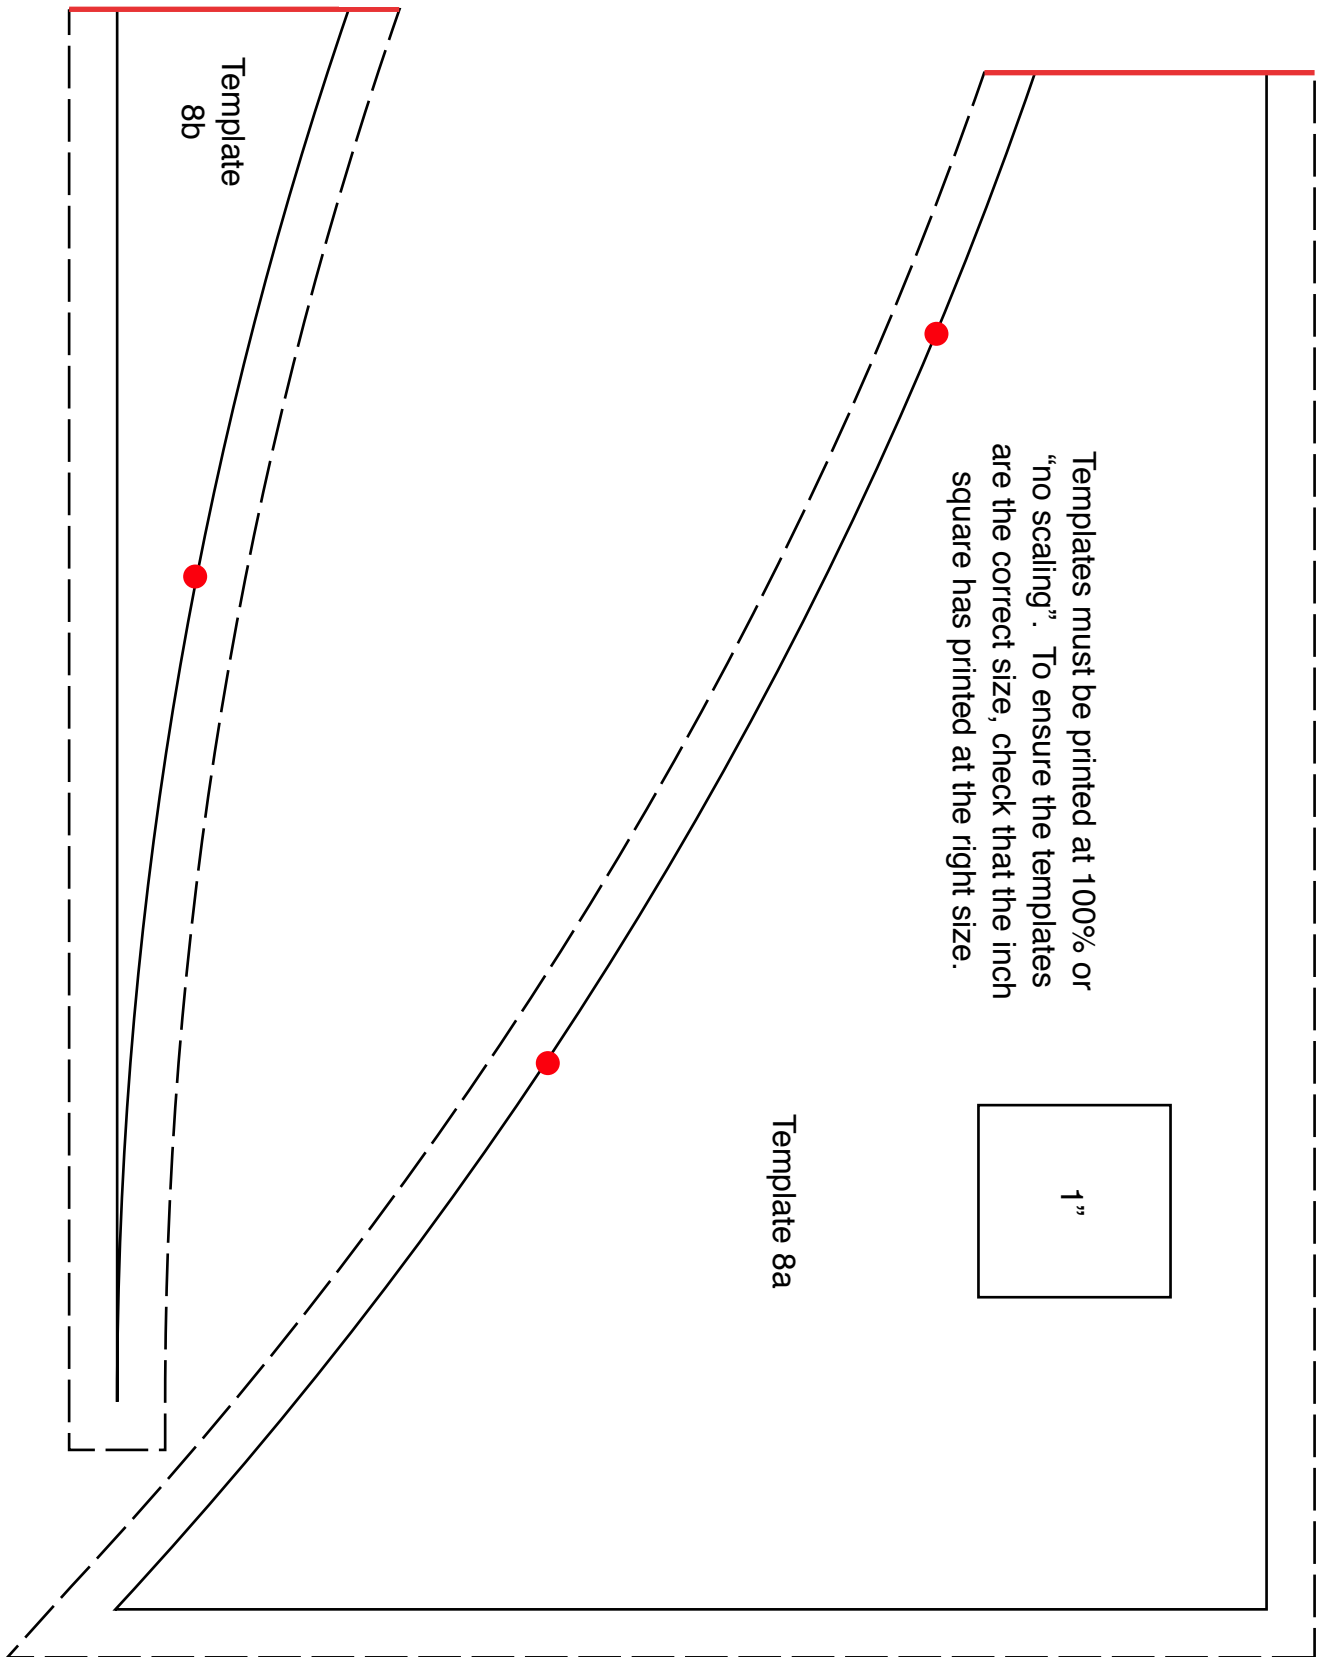 Template
8b
Templates must be printed at 100% or
“no scaling”.  To ensure the templates
are the correct size, check that the inch
square has printed at the right size.
1”
Template 8a